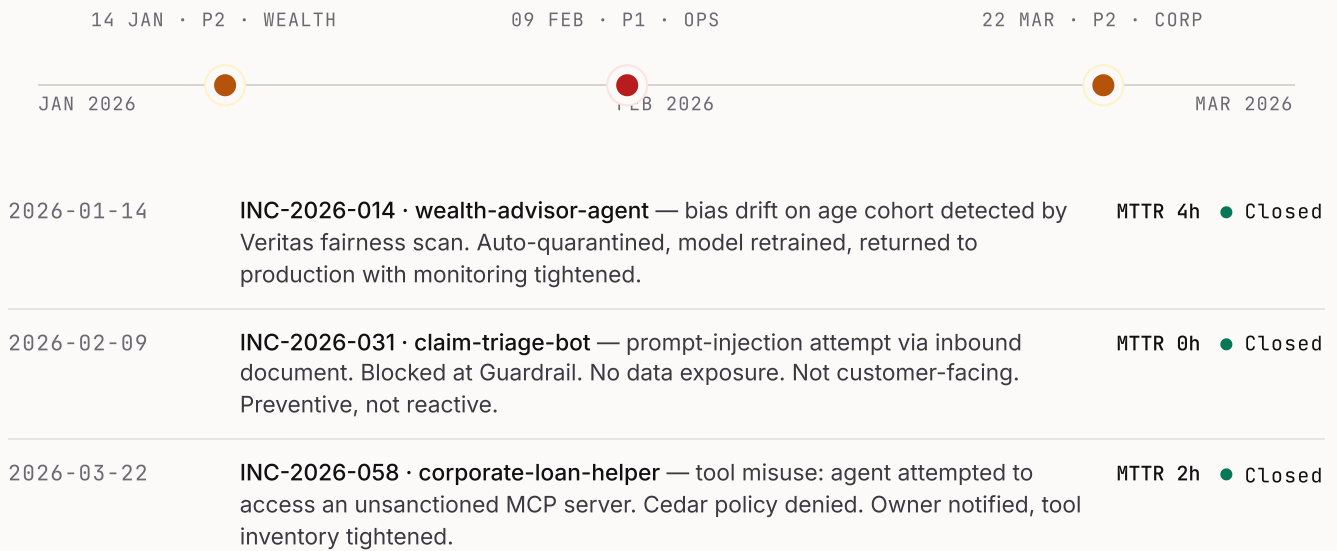 14 JAN · P2 · WEALTH
09 FEB · P1 · OPS
22 MAR · P2 · CORP
JAN 2026
FEB 2026
MAR 2026
2026-01-14
INC-2026-014 · wealth-advisor-agent — bias drift on age cohort detected by
Veritas fairness scan. Auto-quarantined, model retrained, returned to
production with monitoring tightened.
MTTR 4h
Closed
2026-02-09
INC-2026-031 · claim-triage-bot — prompt-injection attempt via inbound
document. Blocked at Guardrail. No data exposure. Not customer-facing.
Preventive, not reactive.
MTTR 0h
Closed
2026-03-22
INC-2026-058 · corporate-loan-helper — tool misuse: agent attempted to
access an unsanctioned MCP server. Cedar policy denied. Owner notified, tool
inventory tightened.
MTTR 2h
Closed